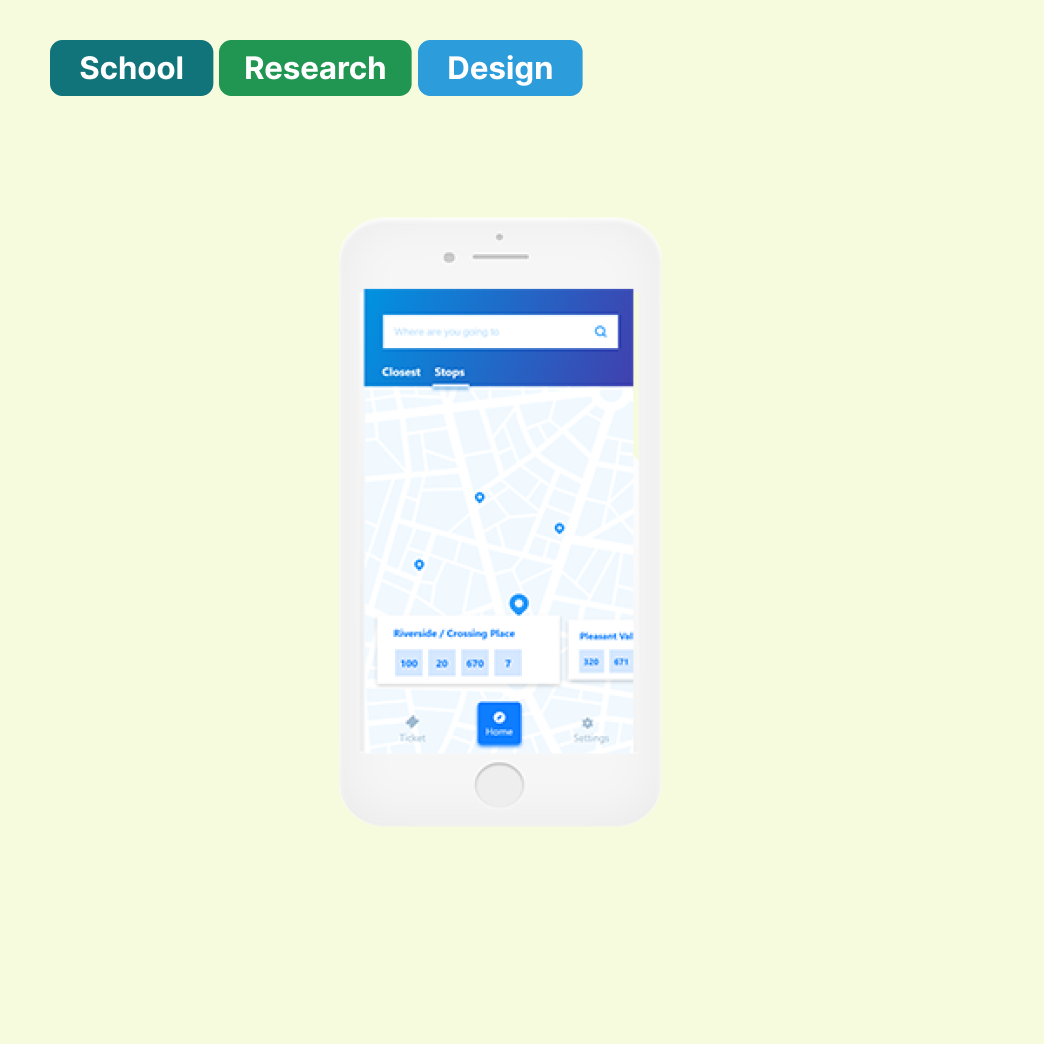 School Research Design
Where are you going to
Closest Stops
Riverside / Crossing Place
100 20 670 7
Pleasant Val
320 671
Ticket
Home
Settings